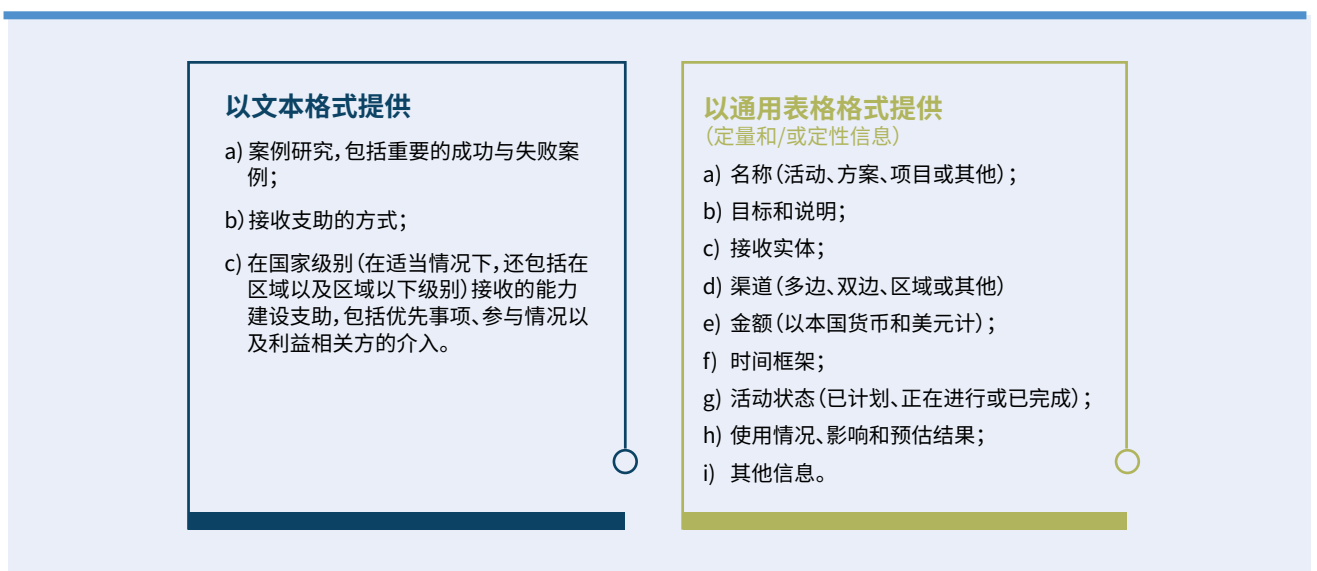 以文本格式提供
a) 案例研究，包括重要的成功与失败案
例；
b) 接收支助的方式；
c) 在国家级别（在适当情况下，还包括在
区域以及区域以下级别）接收的能力
建设支助，包括优先事项、参与情况以
及利益相关方的介入。
以通用表格格式提供
（定量和/或定性信息）
a) 名称（活动、方案、项目或其他）；
b) 目标和说明；
c) 接收实体；
d) 渠道（多边、双边、区域或其他）
e) 金额（以本国货币和美元计）；
f) 时间框架；
g) 活动状态（已计划、正在进行或已完成）；
h) 使用情况、影响和预估结果；
i) 其他信息。